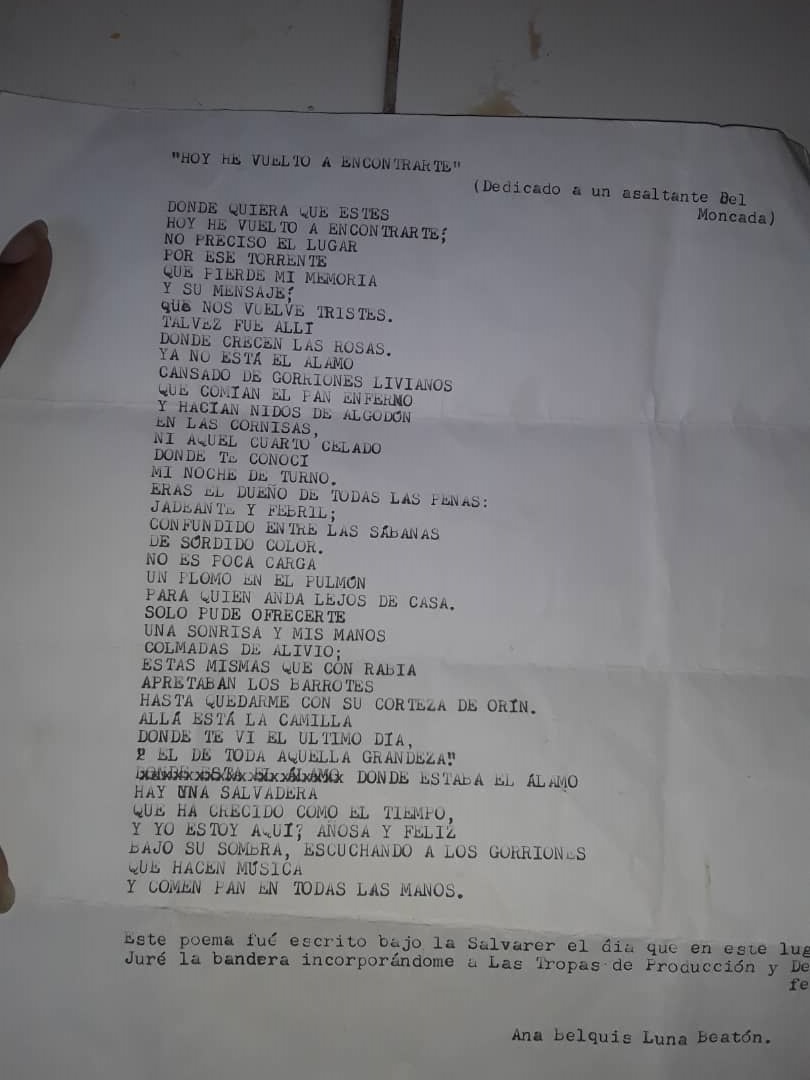 "HOY HE VUELTO A ENCONTRARTE"
(Dedicado a un asaltante Del
Moncada)
DONDE QUIERA QUE ESTES
HOY HE VUELTO A ENCONTRARTE;
NO PRECISO EL LUGAR
POR ESE TORRENTE
QUE PIERDE MI MEMORIA
Y SU MENSAJE;
QUE NOS VUELVE TRISTES.
TALVEZ FUE ALLI
DONDE CRECEN LAS ROSAS.
YA NO ESTÁ EL ALAMO
CANSADO DE GORRIONES LIVIANOS
QUE COMÍAN EL PAN ENFERMO
Y HACÍAN NIDOS DE ALGODÓN
EN LAS CORNISAS,
NI AQUEL CUARTO CELADO
DONDE TE CONOCI
MI NOCHE DE TURNO.
ERAS EL DUEÑO DE TODAS LAS PENAS:
JADEANTE Y FEBRIL;
CONFUNDIDO ENTRE LAS SÁBANAS
DE SÓRDIDO COLOR.
NO ES POCA CARGA
UN PLOMO EN EL PULMÓN
PARA QUIEN ANDA LEJOS DE CASA.
SOLO PUDE OFRECERTE
UNA SONRISA Y MIS MANOS
COLMADAS DE ALIVIO;
ESTAS MISMAS QUE CON RABIA
APRETABAN LOS BARROTES
HASTA QUEDARME CON SU CORTEZA DE ORÍN.
ALLÁ ESTÁ LA CAMILLA
DONDE TE VI EL ULTIMO DIA,
EL DE TODA AQUELLA GRANDEZA!"
DONDE ESTA EL ÁLAMO DONDE ESTABA EL ÁLAMO
HAY UNA SALVADERA
QUE HA CRECIDO COMO EL TIEMPO,
Y YO ESTOY AQUÍ; AÑOSA Y FELIZ
BAJO SU SOMBRA, ESCUCHANDO A LOS GORRIONES
QUE HACEN MÚSICA
Y COMEN PAN EN TODAS LAS MANOS.
Este poema fué escrito bajo la Salvarer el día que en este lug
Juré la bandera incorporándome a Las Tropas de Producción y De
fe
Ana belquis Luna Beatón.